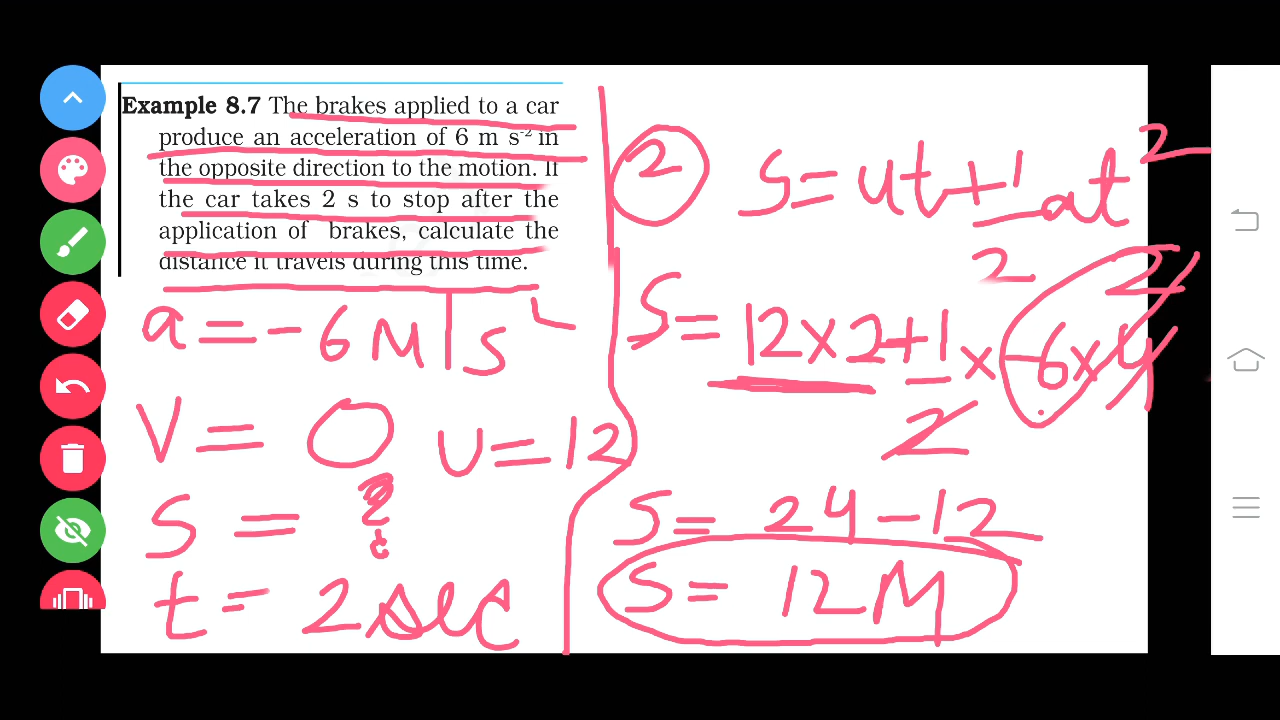 Example 8.7 The brakes applied to a car
produce an acceleration of 6 m s-2 in
the opposite direction to the motion. If
the car takes 2 s to stop after the
application of brakes, calculate the
distance it travels during this time.
a = -6 M|s²
V = 0 U = 12
S = ?
t = 2 sec
2 S = ut + 1/2 at²
S = 12 × 2 + 1/2 × -6 × 4 2
S = 24 - 12
S = 12 M